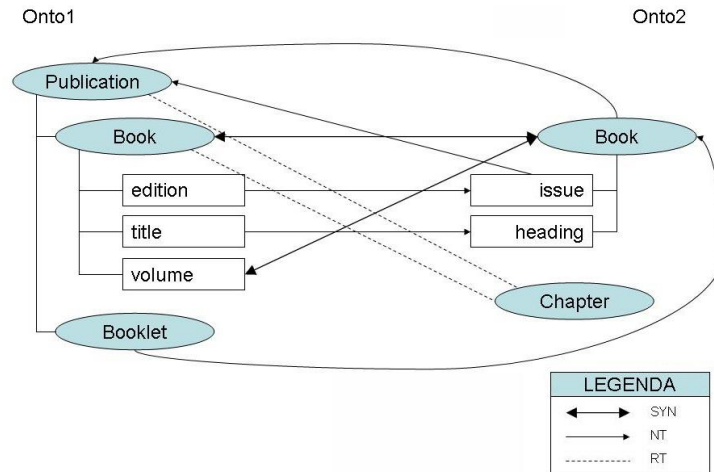 Onto1
Onto2
Publication
Book
Book
edition
issue
title
heading
volume
Chapter
Booklet
LEGENDA
SYN
NT
RT